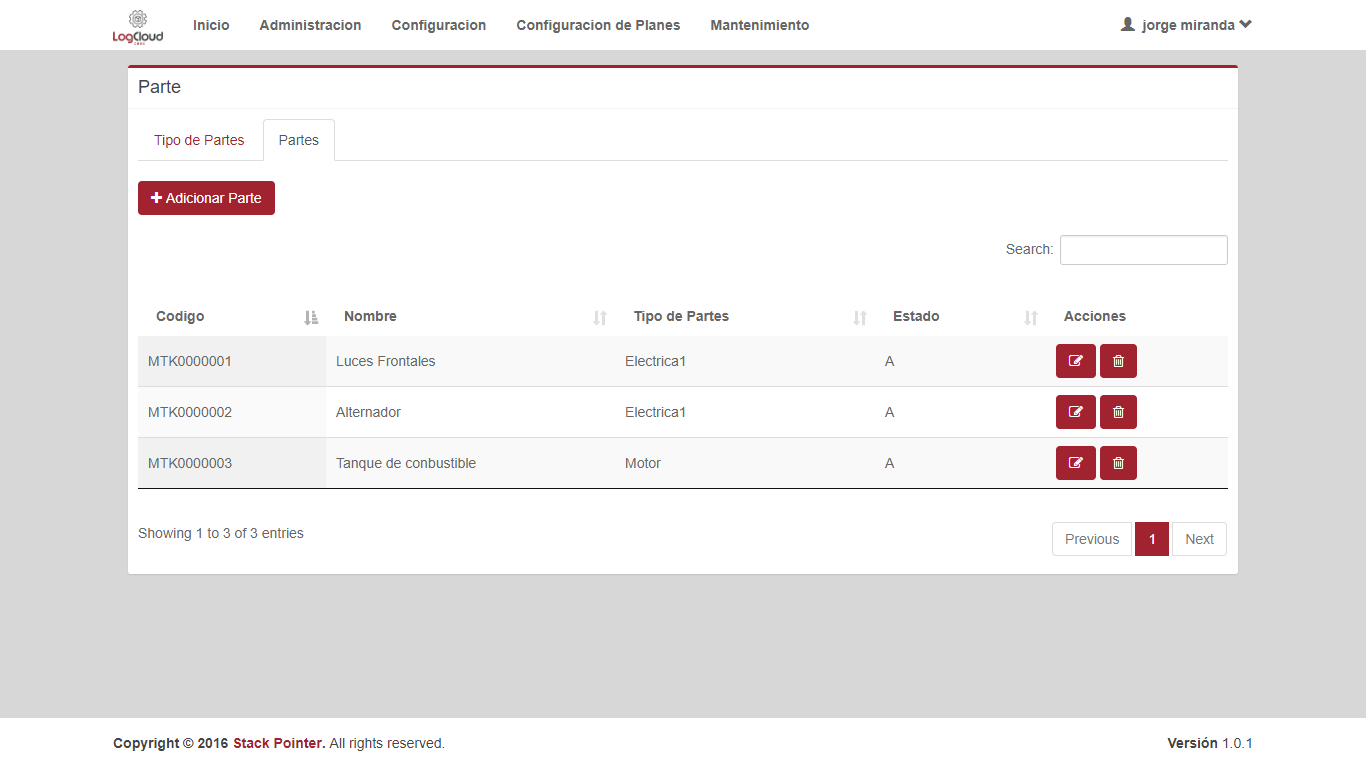 LogCloud Inicio Administracion Configuracion Configuracion de Planes Mantenimiento jorge miranda
Parte
Tipo de Partes Partes
Adicionar Parte
Search:
Codigo Nombre Tipo de Partes Estado Acciones
MTK0000001 Luces Frontales Electrica1 A
MTK0000002 Alternador Electrica1 A
MTK0000003 Tanque de conbustible Motor A
Showing 1 to 3 of 3 entries Previous 1 Next
Copyright © 2016 Stack Pointer. All rights reserved. Versión 1.0.1